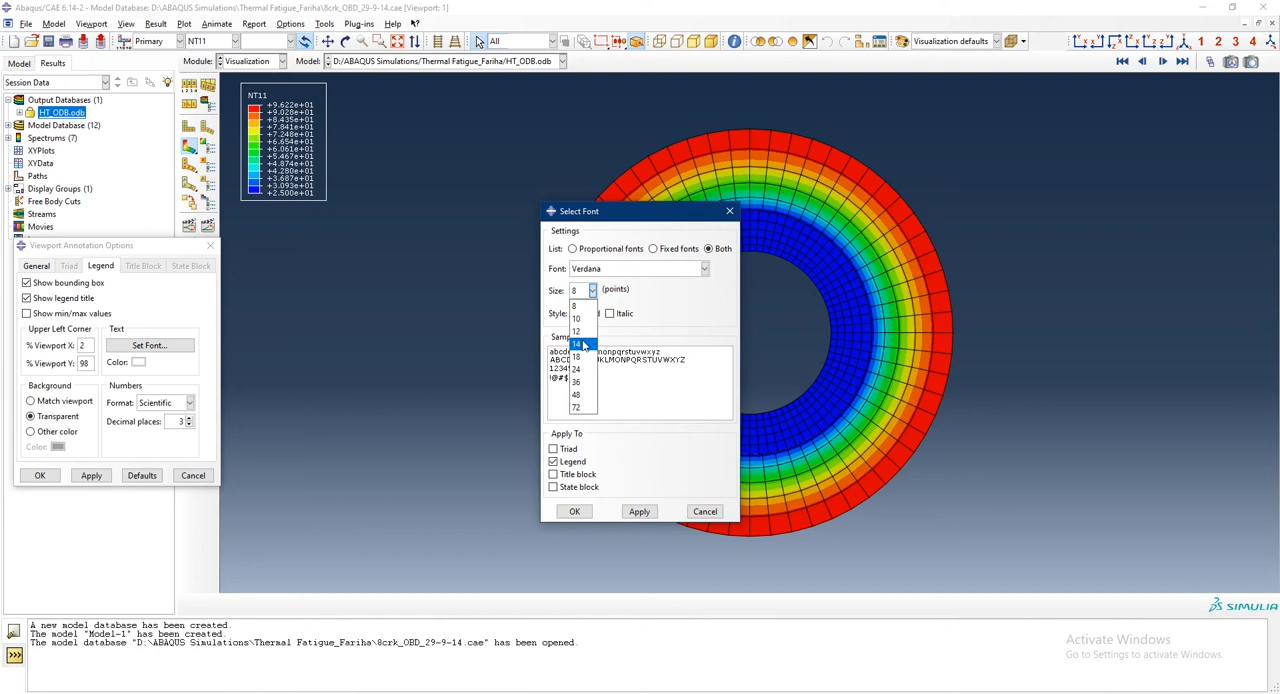 Abaqus/CAE 6.14-2 - Model Database: D:\ABAQUS Simulations\Thermal Fatigue_Fariha\8crk_OBD_29-9-14.cae [Viewport: 1]
File Model Viewport View Result Plot Animate Report Options Tools Plug-ins Help
Primary NT11 All Visualization defaults
1 2 3 4
Model Results Module: Visualization Model: D:/ABAQUS Simulations/Thermal Fatigue_Fariha/HT_ODB.odb
Session Data
Output Databases (1)
HT_ODB.odb
Model Database (12)
Spectrums (7)
XYPlots
XYData
Paths
Display Groups (1)
Free Body Cuts
Streams
Movies
NT11
+9.622e+01
+9.028e+01
+8.435e+01
+7.841e+01
+7.248e+01
+6.654e+01
+6.061e+01
+5.467e+01
+4.874e+01
+4.280e+01
+3.687e+01
+3.093e+01
+2.500e+01
Viewport Annotation Options
General Triad Legend Title Block State Block
Show bounding box
Show legend title
Show min/max values
Upper Left Corner
% Viewport X: 2
% Viewport Y: 98
Text
Set Font...
Color:
Background
Match viewport
Transparent
Other color
Color:
Numbers
Format: Scientific
Decimal places: 3
OK Apply Defaults Cancel
Select Font
Settings
List: Proportional fonts Fixed fonts Both
Font: Verdana
Size: 8 (points)
Style: Italic
8
10
12
14
18
24
36
48
72
Apply To
Triad
Legend
Title block
State block
OK Apply Cancel
SIMULIA
A new model database has been created.
The model "Model-1" has been created.
The model database "D:\ABAQUS Simulations\Thermal Fatigue_Fariha\8crk_OBD_29-9-14.cae" has been opened.
Activate Windows
Go to Settings to activate Windows.